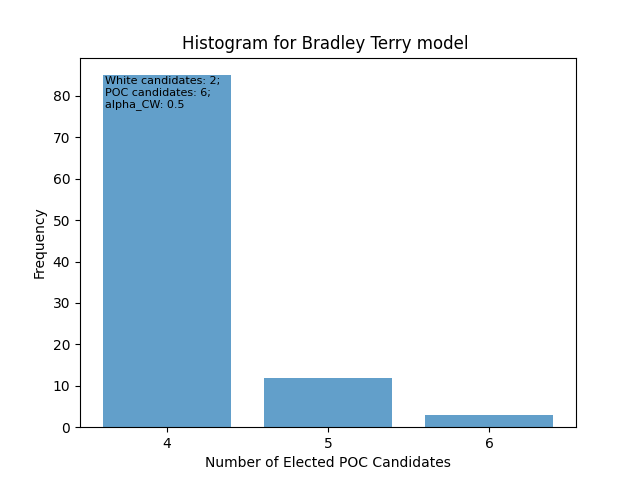 Histogram for Bradley Terry model
White candidates: 2;
POC candidates: 6;
alpha_CW: 0.5
Frequency
80
70
60
50
40
30
20
10
0
4 5 6
Number of Elected POC Candidates